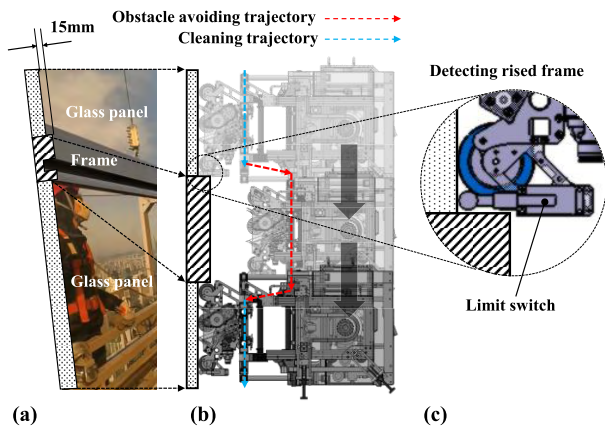 15mm
Obstacle avoiding trajectory
Cleaning trajectory
Detecting rised frame
Glass panel
Frame
Glass panel
Limit switch
(a)
(b)
(c)